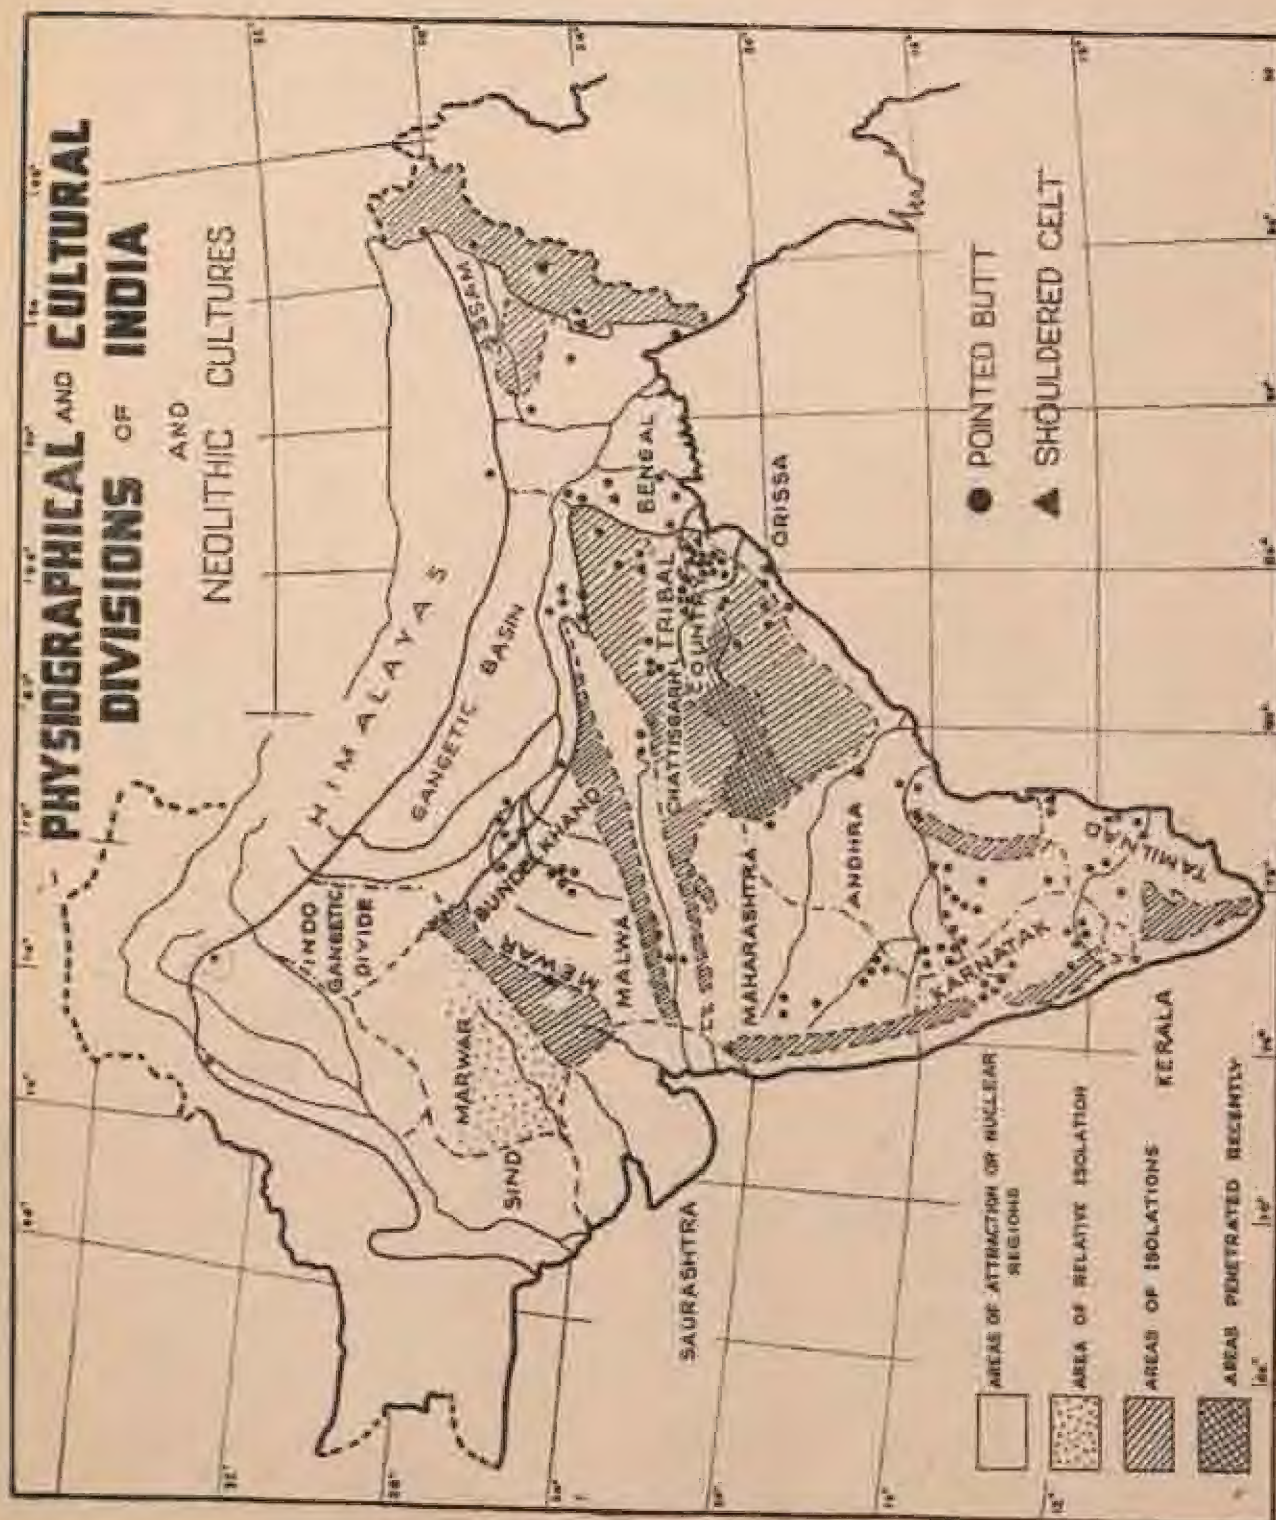 PHYSIOGRAPHICAL AND CULTURAL
DIVISIONS OF INDIA
AND
NEOLITHIC CULTURES
HIMALAYAS
GANGETIC BASIN
INDO
GANGETIC
DIVIDE
ASSAM
BENGAL
BUNDELKHAND
MEWAR
MARWAR
SIND
MALWA
CHATTISGARH
TRIBAL
COUNTRY
ORISSA
SAURASHTRA
MAHARASHTRA
ANDHRA
KARNATAK
TAMILNAD
KERALA
● POINTED BUTT
▲ SHOULDERED CELT
AREAS OF ATTRACTION OR NUCLEAR
REGIONS
AREA OF RELATIVE ISOLATION
AREAS OF ISOLATIONS
AREAS PENETRATED RECENTLY